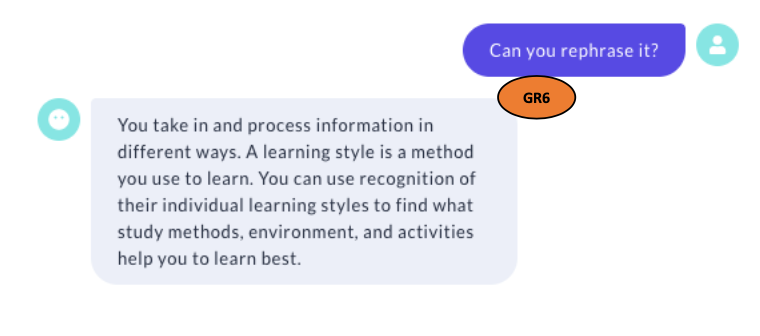 Can you rephrase it?
GR6
You take in and process information in
different ways. A learning style is a method
you use to learn. You can use recognition of
their individual learning styles to find what
study methods, environment, and activities
help you to learn best.